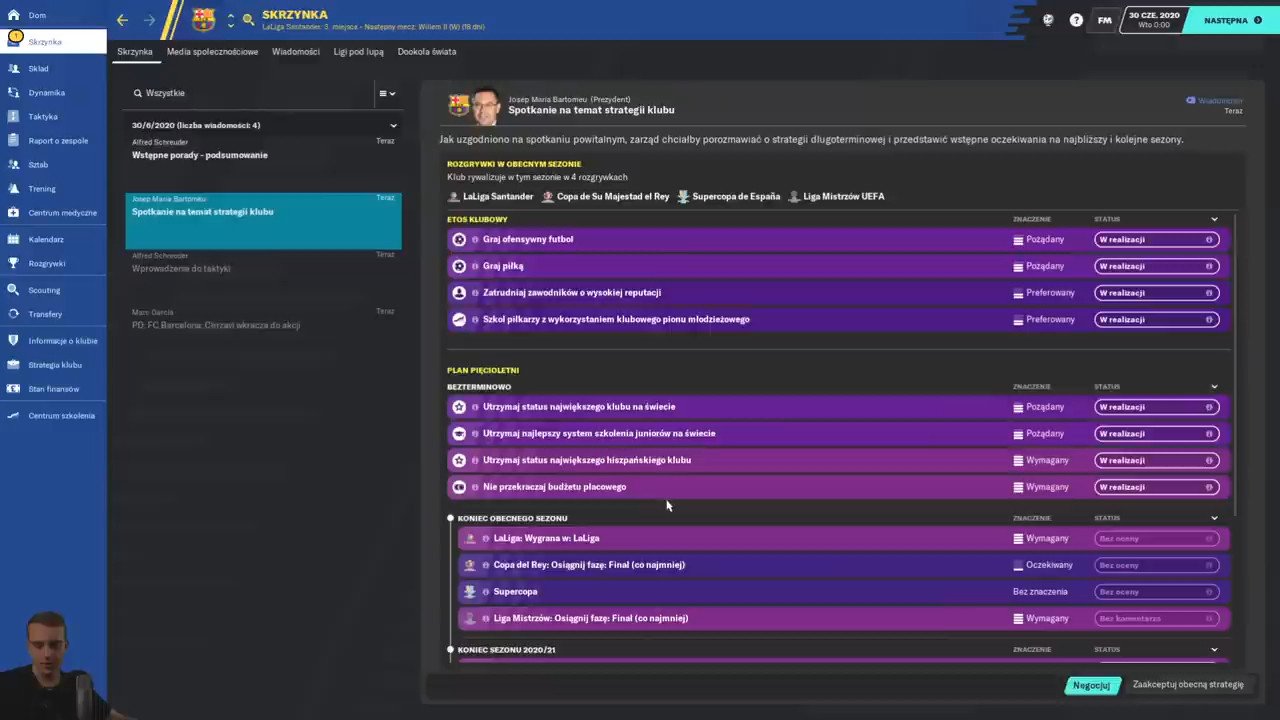 Dom
SKRZYNKA
LaLiga Santander: 3. miejsce - Następny mecz: Willem II (W) (18 dni)
FM
30 CZE. 2020
Wto 0:00
NASTĘPNA
1
Skrzynka
Skład
Dynamika
Taktyka
Raport o zespole
Sztab
Trening
Centrum medyczne
Kalendarz
Rozgrywki
Scouting
Transfery
Informacje o klubie
Strategia klubu
Stan finansów
Centrum szkolenia
Skrzynka
Media społecznościowe
Wiadomości
Ligi pod lupą
Dookoła świata
Wszystkie
30/6/2020 (liczba wiadomości: 4)
Alfred Schreuder
Teraz
Wstępne porady - podsumowanie
Josep Maria Bartomeu
Teraz
Spotkanie na temat strategii klubu
Alfred Schreuder
Teraz
Wprowadzenie do taktyki
Marc Garcia
Teraz
PD: FC Barcelona: Cierzavi wkracza do akcji
Josep Maria Bartomeu (Prezydent)
Spotkanie na temat strategii klubu
Wiadomości
Teraz
Jak uzgodniono na spotkaniu powitalnym, zarząd chciałby porozmawiać o strategii długoterminowej i przedstawić wstępne oczekiwania na najbliższy i kolejne sezony.
ROZGRYWKI W OBECNYM SEZONIE
Klub rywalizuje w tym sezonie w 4 rozgrywkach
LaLiga Santander Copa de Su Majestad el Rey Supercopa de España Liga Mistrzów UEFA
ETOS KLUBOWY ZNACZENIE STATUS
Graj ofensywny futbol Pożądany W realizacji
Graj piłką Pożądany W realizacji
Zatrudniaj zawodników o wysokiej reputacji Preferowany W realizacji
Szkol piłkarzy z wykorzystaniem klubowego pionu młodzieżowego Preferowany W realizacji
PLAN PIĘCIOLETNI
BEZTERMINOWO ZNACZENIE STATUS
Utrzymaj status największego klubu na świecie Pożądany W realizacji
Utrzymaj najlepszy system szkolenia juniorów na świecie Pożądany W realizacji
Utrzymaj status największego hiszpańskiego klubu Wymagany W realizacji
Nie przekraczaj budżetu płacowego Wymagany W realizacji
KONIEC OBECNEGO SEZONU ZNACZENIE STATUS
LaLiga: Wygrana w: LaLiga Wymagany Bez oceny
Copa del Rey: Osiągnij fazę: Finał (co najmniej) Oczekiwany Bez oceny
Supercopa Bez znaczenia Bez oceny
Liga Mistrzów: Osiągnij fazę: Finał (co najmniej) Wymagany Bez komentarza
KONIEC SEZONU 2020/21 ZNACZENIE STATUS
Negocjuj
Zaakceptuj obecną strategię